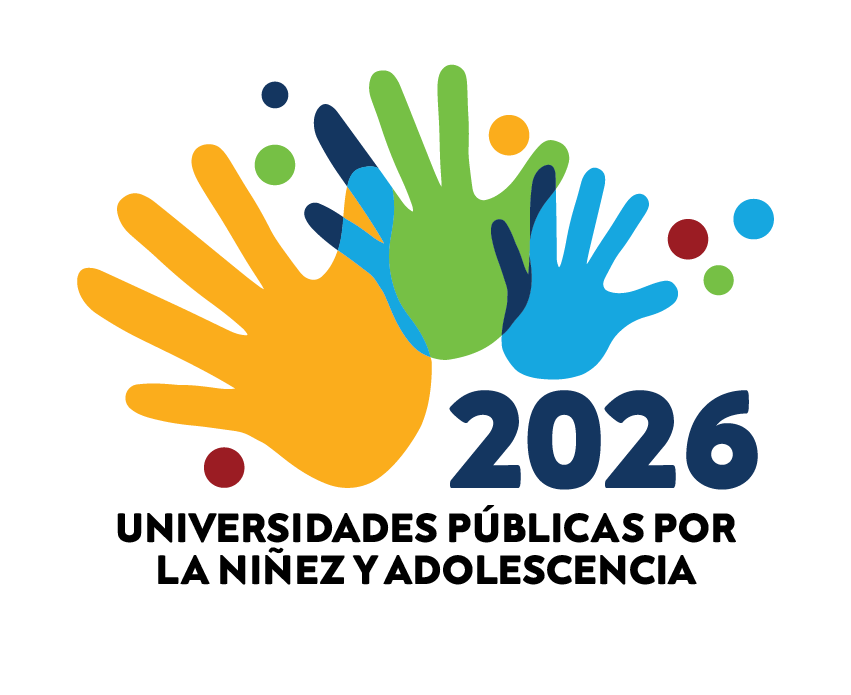 2026
UNIVERSIDADES PÚBLICAS POR
LA NIÑEZ Y ADOLESCENCIA